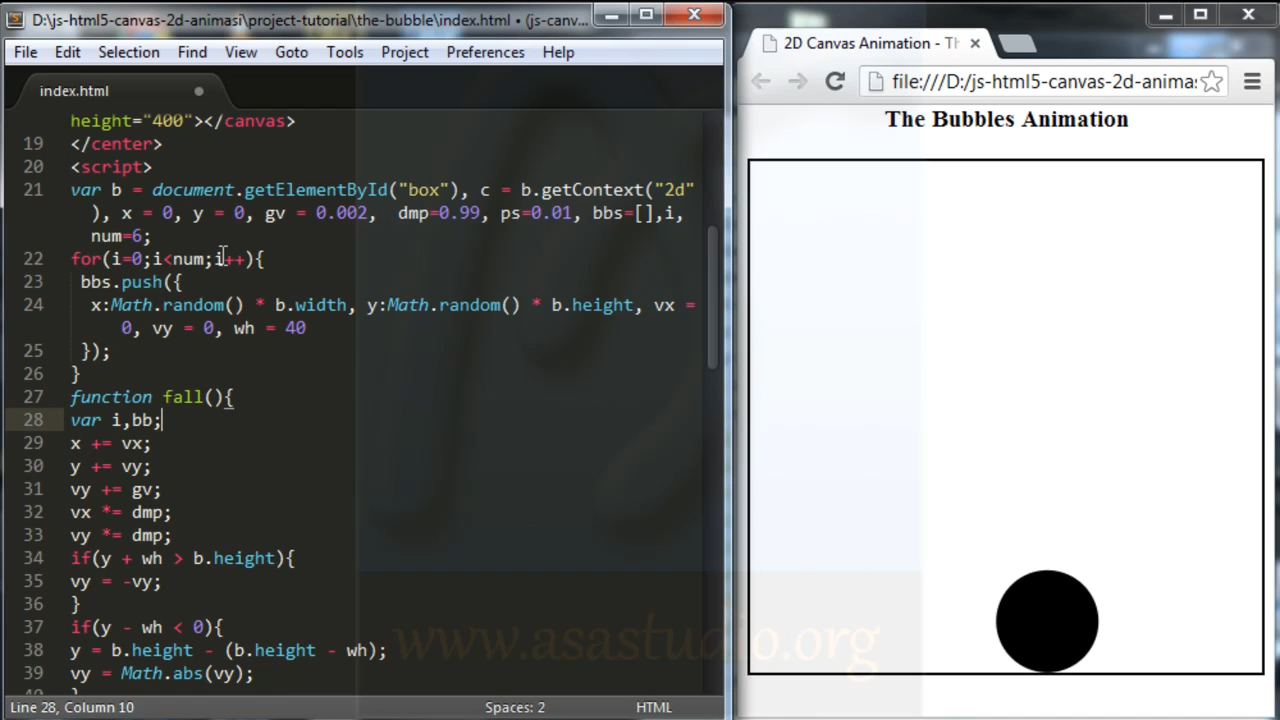 D:\js-html5-canvas-2d-animasi\project-tutorial\the-bubble\index.html • (js-canv...
File Edit Selection Find View Goto Tools Project Preferences Help
index.html
height="400"></canvas>
19 </center>
20 <script>
21 var b = document.getElementById("box"), c = b.getContext("2d"
), x = 0, y = 0, gv = 0.002,  dmp=0.99, ps=0.01, bbs=[],i,
num=6;
22 for(i=0;i<num;i++){
23 bbs.push({
24 x:Math.random() * b.width, y:Math.random() * b.height, vx =
0, vy = 0, wh = 40
25 });
26 }
27 function fall(){
28 var i,bb;
29 x += vx;
30 y += vy;
31 vy += gv;
32 vx *= dmp;
33 vy *= dmp;
34 if(y + wh > b.height){
35 vy = -vy;
36 }
37 if(y - wh < 0){
38 y = b.height - (b.height - wh);
39 vy = Math.abs(vy);
Line 28, Column 10 Spaces: 2 HTML
2D Canvas Animation - Th
file:///D:/js-html5-canvas-2d-animas
The Bubbles Animation
www.asastudio.org